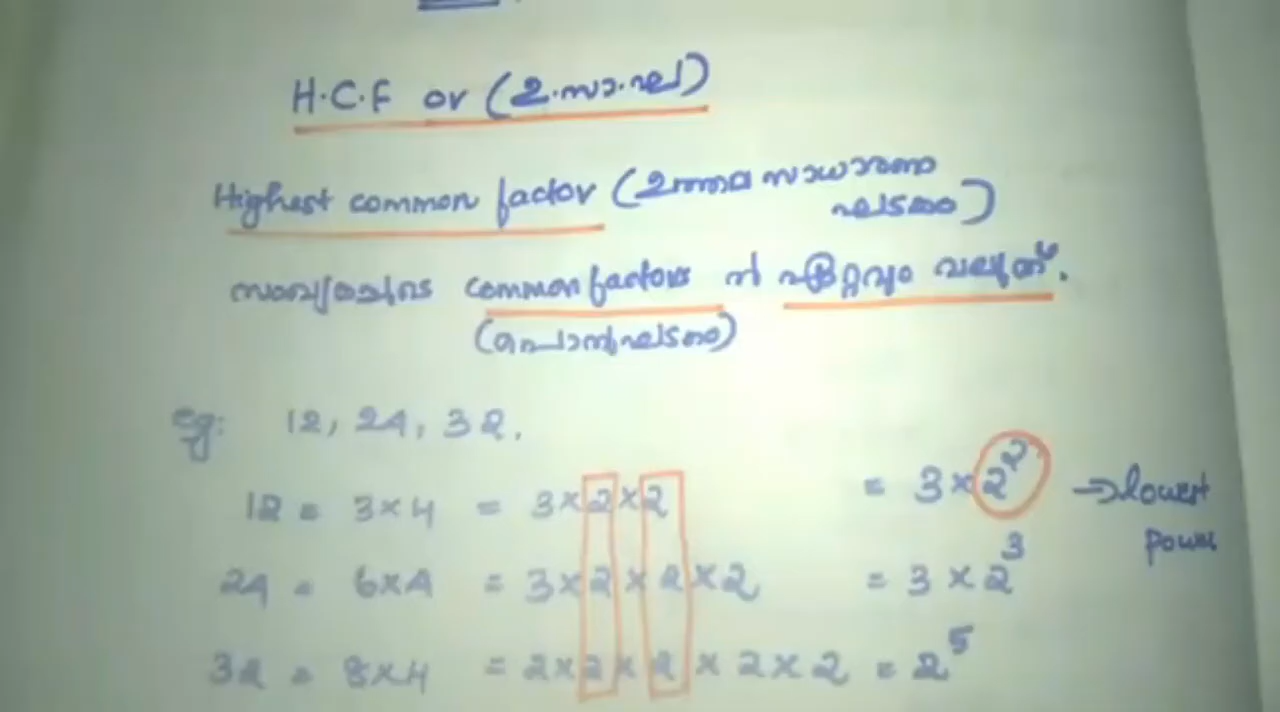 H.C.F or (ഉ.സാ.ഘ)
Highest common factor (ഉത്തമ സാധാരണ
ഘടകം)
സംഖ്യകളുടെ common factors ൽ ഏറ്റവും വലുത്.
(പൊതുഘടകം)
eg: 12, 24, 32.
12 = 3×4 = 3×2×2 = 3×2² → lowest
power
24 = 6×4 = 3×2×2×2 = 3×2³
32 = 8×4 = 2×2×2×2×2 = 2⁵